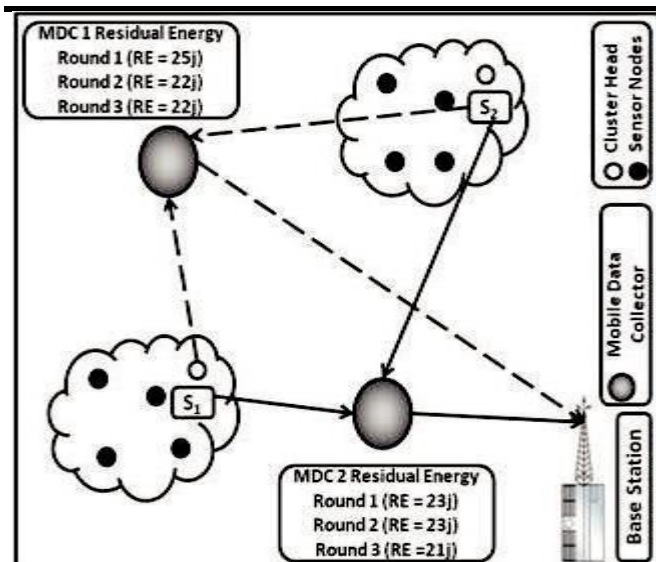 MDC 1 Residual Energy
Round 1 (RE = 25j)
Round 2 (RE = 22j)
Round 3 (RE = 22j)
S2
S1
MDC 2 Residual Energy
Round 1 (RE = 23j)
Round 2 (RE = 23j)
Round 3 (RE =21j)
Cluster Head
Sensor Nodes
Mobile Data
Collector
Base Station